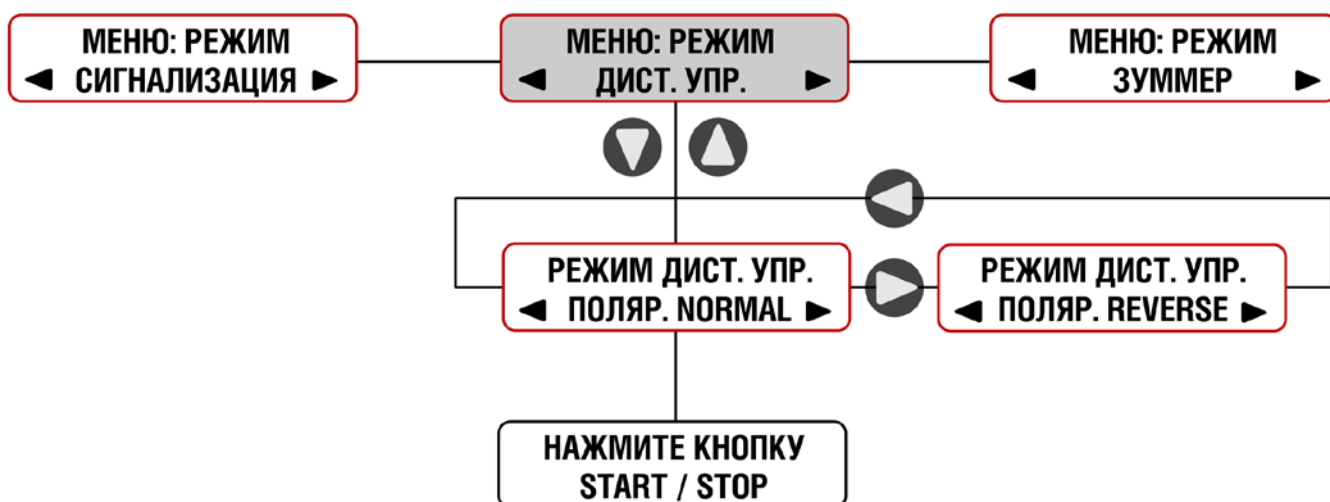 МЕНЮ: РЕЖИМ
◄ СИГНАЛИЗАЦИЯ ►
МЕНЮ: РЕЖИМ
◄ ДИСТ. УПР. ►
МЕНЮ: РЕЖИМ
◄ ЗУММЕР ►
РЕЖИМ ДИСТ. УПР.
◄ ПОЛЯР. NORMAL ►
РЕЖИМ ДИСТ. УПР.
◄ ПОЛЯР. REVERSE ►
НАЖМИТЕ КНОПКУ
START / STOP